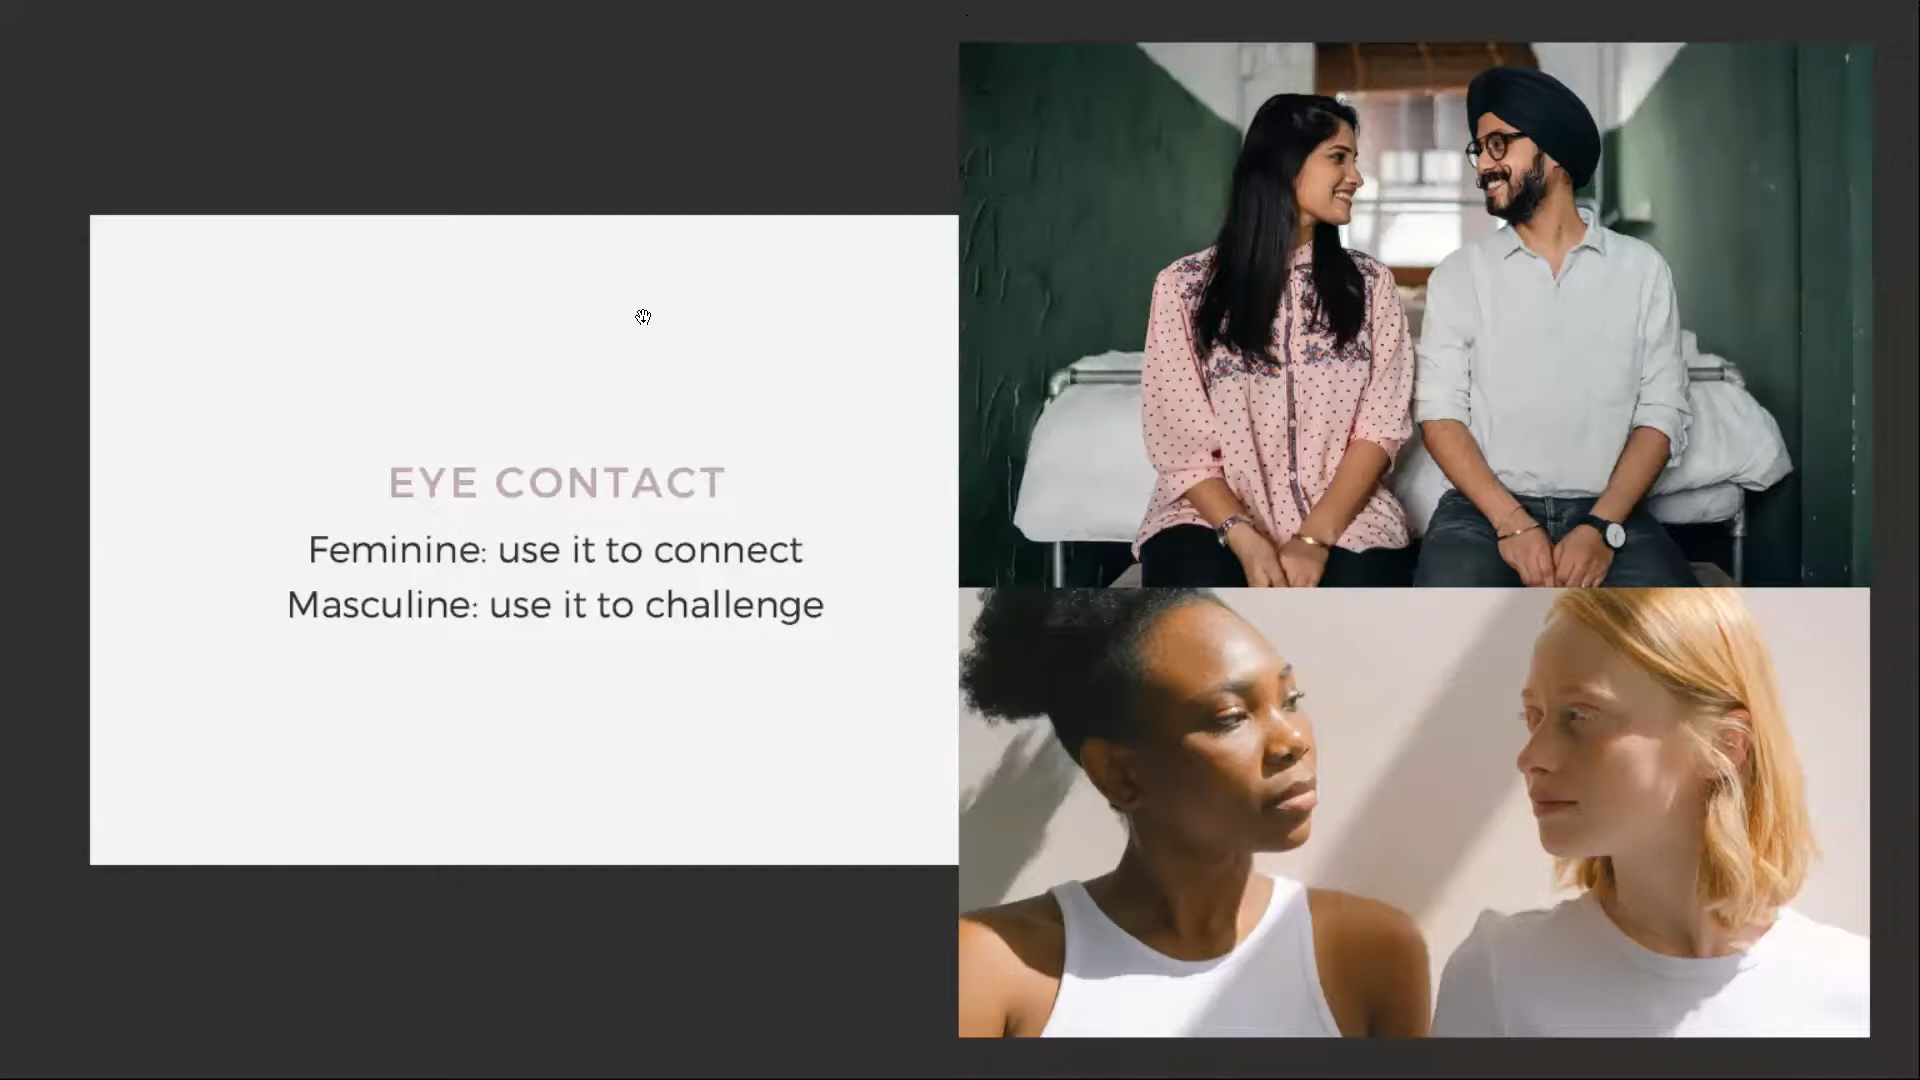 EYE CONTACT
Feminine: use it to connect
Masculine: use it to challenge